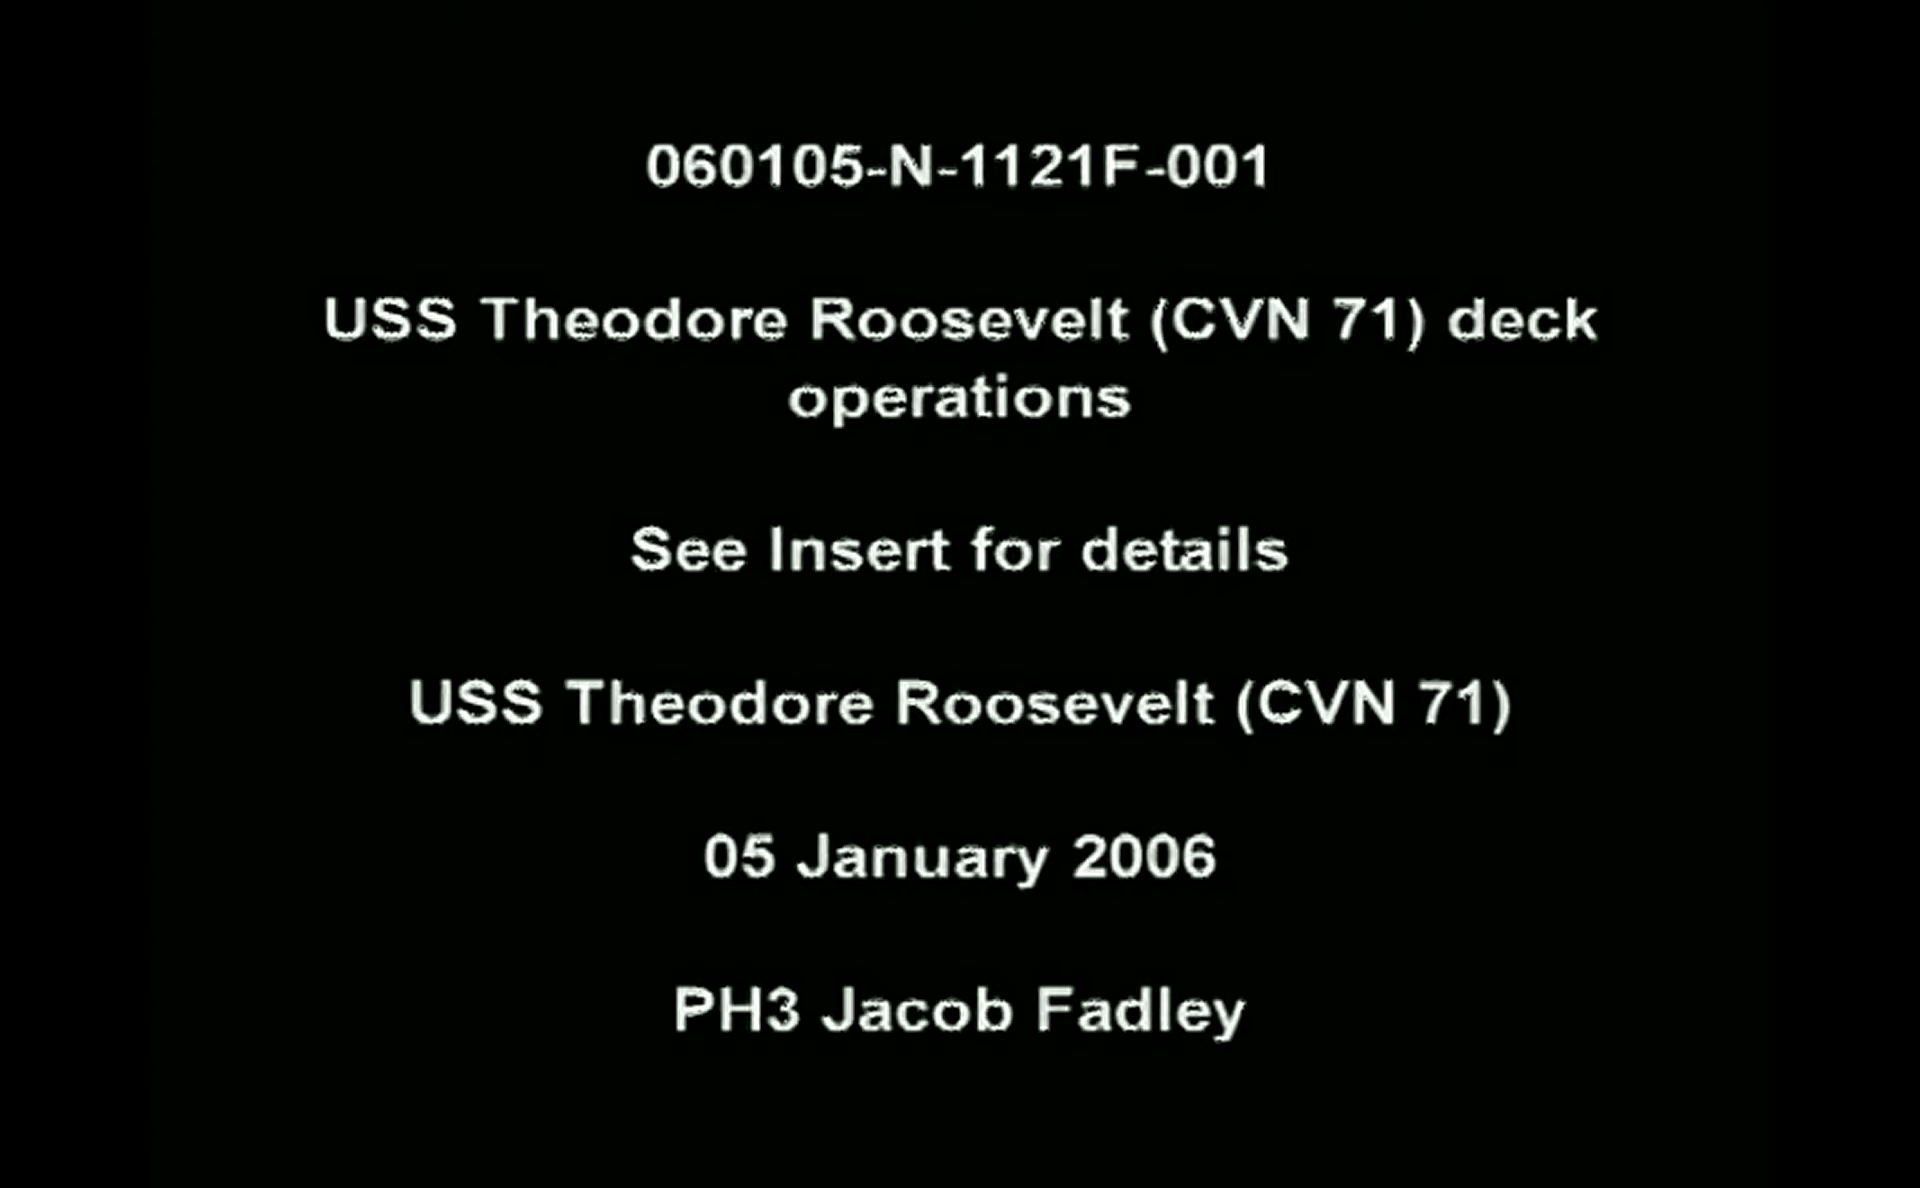 060105-N-1121F-001
USS Theodore Roosevelt (CVN 71) deck
operations
See Insert for details
USS Theodore Roosevelt (CVN 71)
05 January 2006
PH3 Jacob Fadley